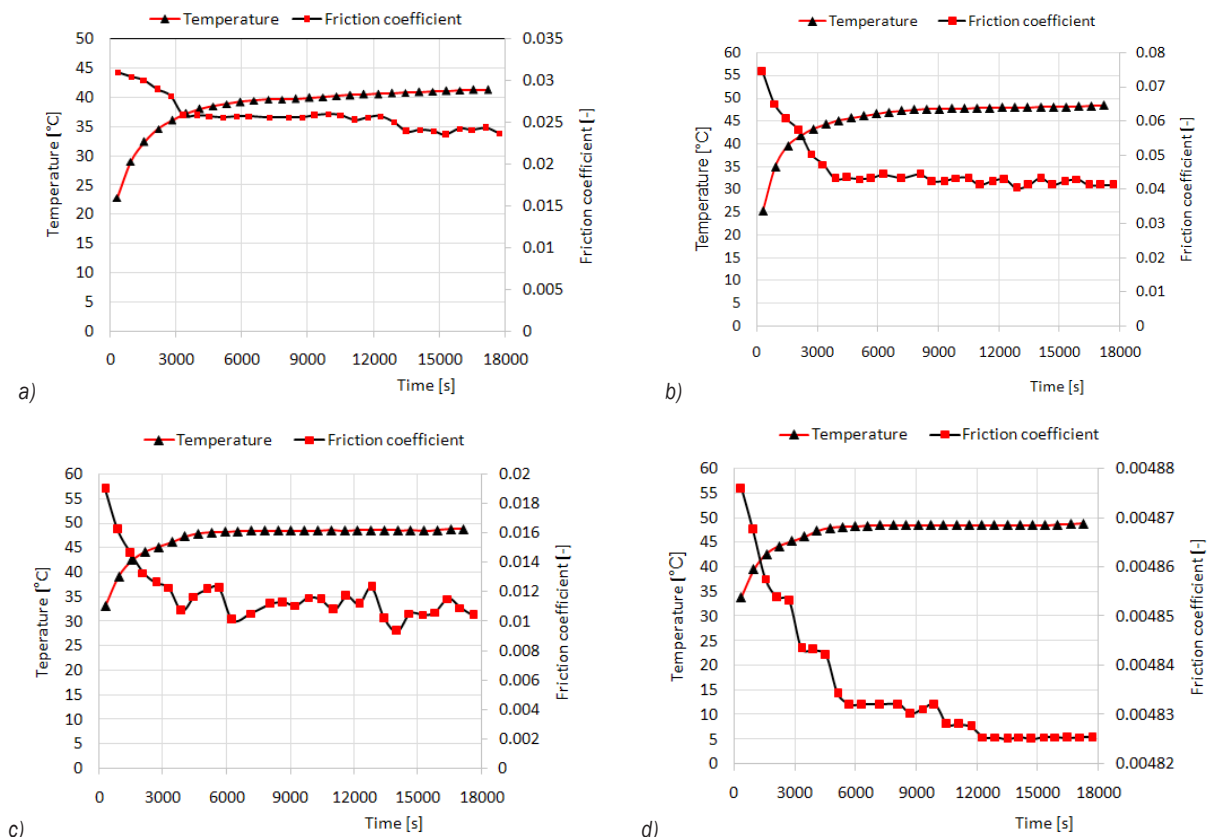 Temperature Friction coefficient
50 0.035
45 0.03
40 0.025
35
30 0.02
25 0.015
20
15 0.01
10 0.005
5
0 0
0 3000 6000 9000 12000 15000 18000
Time [s]
Temperature [°C]
Friction coefficient [-]
a)
Temperature Friction coefficient
60 0.08
55 0.07
50 0.06
45
40 0.05
35
30 0.04
25 0.03
20
15 0.02
10 0.01
5
0 0
0 3000 6000 9000 12000 15000 18000
Time [s]
Temperature [°C]
Friction coefficient [-]
b)
Temperature Friction coefficient
60 0.02
55 0.018
50 0.016
45 0.014
40
35 0.012
30 0.01
25 0.008
20
15 0.006
10 0.004
5 0.002
0 0
0 3000 6000 9000 12000 15000 18000
Time [s]
Teperature [°C]
Friction coefficient [-]
c)
Temperature Friction coefficient
60 0.00488
55
50 0.00487
45
40 0.00486
35
30 0.00485
25
20 0.00484
15
10 0.00483
5
0 0.00482
0 3000 6000 9000 12000 15000 18000
Time [s]
Temperature [°C]
Friction coefficient [-]
d)